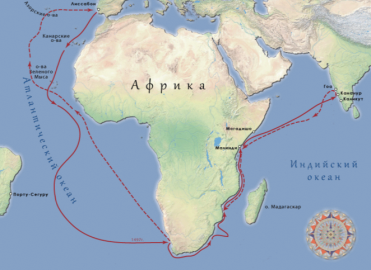 Лиссабон
Азорские о-ва
Канарские
о-ва
о-ва
Зеленого
Мыса
Африка
Атлантический океан
Могадишо
Малинди
Гоа
Каннанур
Каликут
Индийский
океан
о. Мадагаскар
Порту-Сегуру